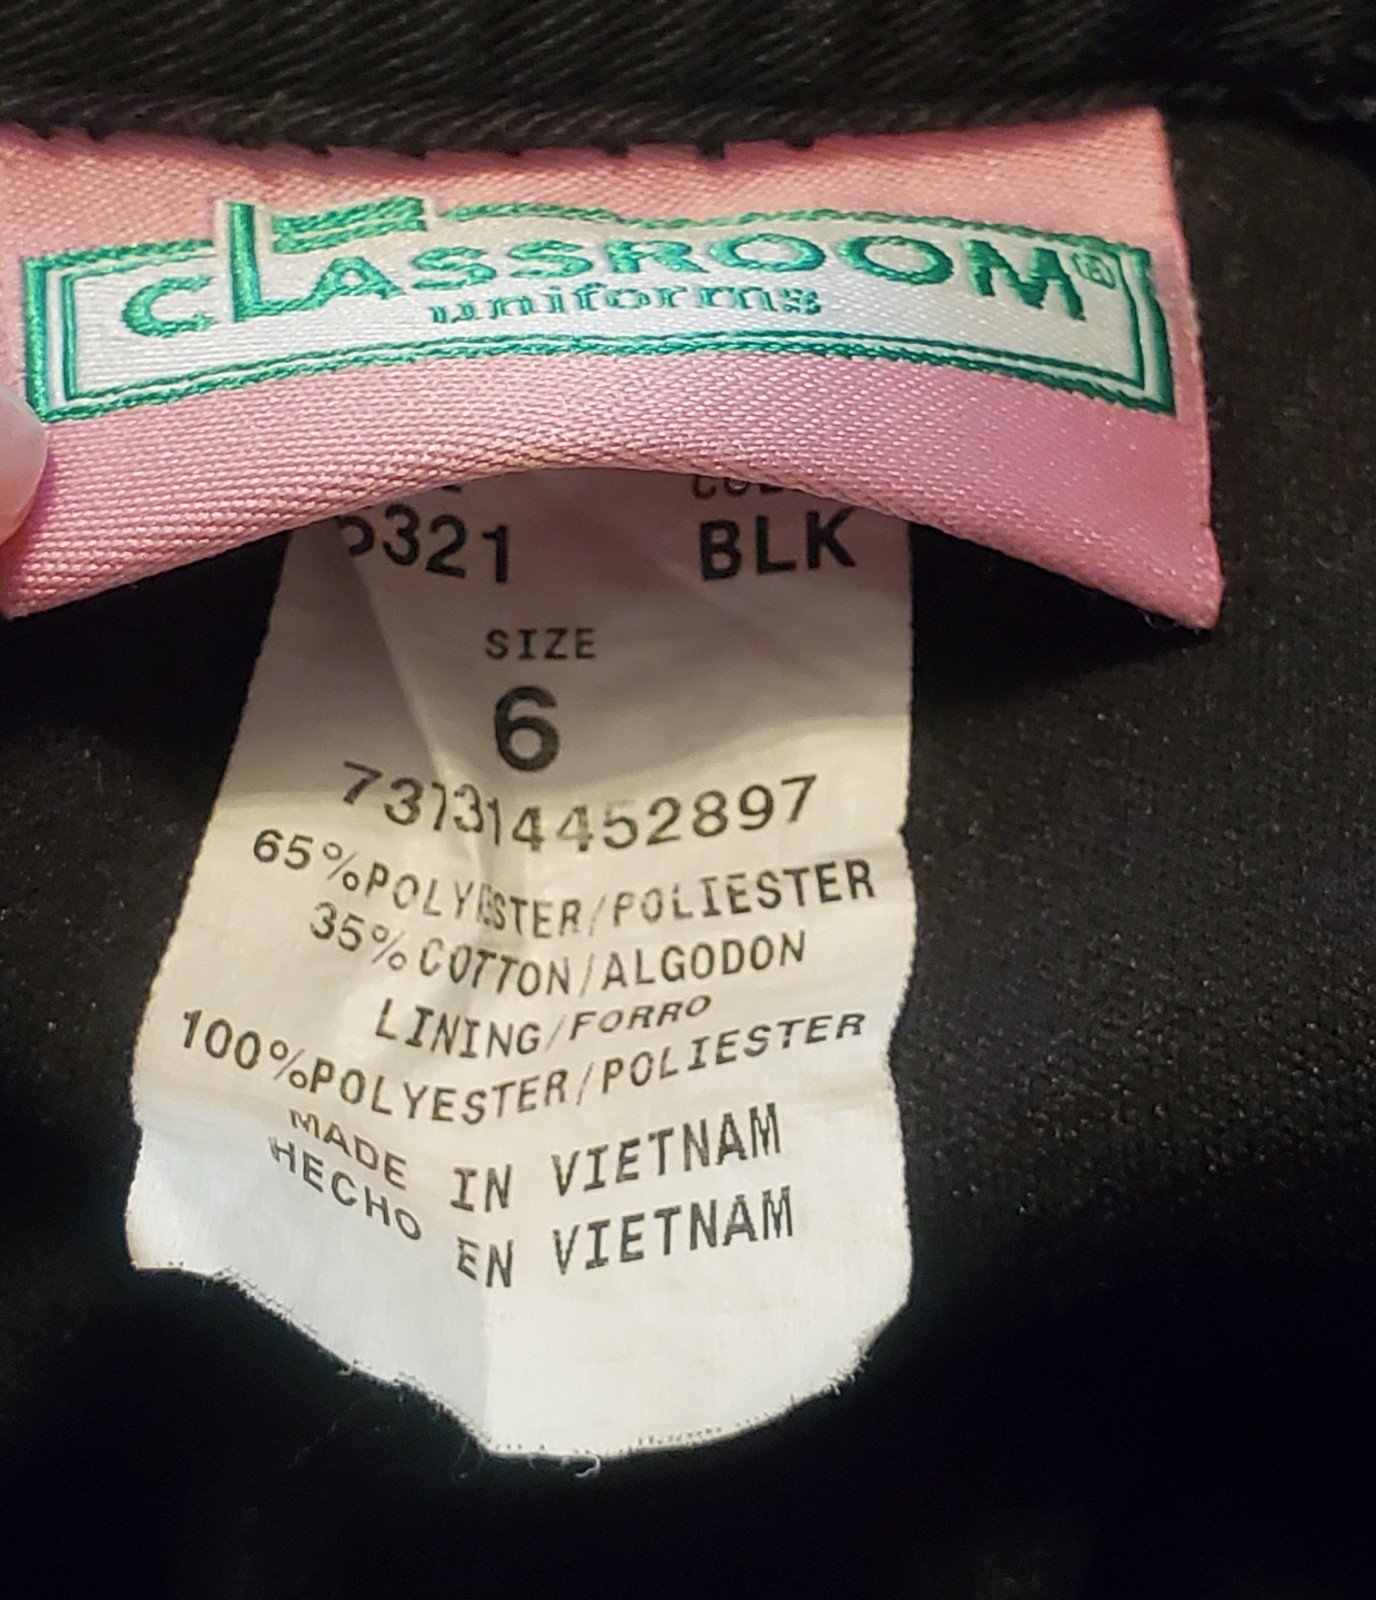 CLASSROOM®
uniforms
5321 BLK
SIZE
6
737314452897
65%POLYESTER/POLIESTER
35%COTTON/ALGODON
LINING/FORRO
100%POLYESTER/POLIESTER
MADE IN VIETNAM
HECHO EN VIETNAM